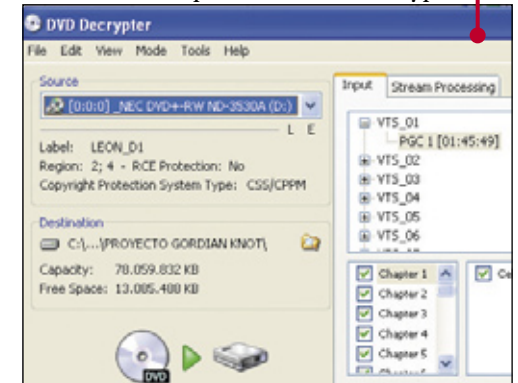 DVD Decrypter
File Edit View Mode Tools Help
Source
[0:0:0] _NEC DVD+-RW ND-3530A (D:)
L E
Label: LEON_D1
Region: 2; 4 - RCE Protection: No
Copyright Protection System Type: CSS/CPPM
Destination
C:\...\PROYECTO GORDIAN KNOT\
Capacity: 78.059.832 KB
Free Space: 13.085.488 KB
DVD
Input Stream Processing
VTS_01
PGC 1 [01:45:49]
VTS_02
VTS_03
VTS_04
VTS_05
VTS_06
Chapter 1
Chapter 2
Chapter 3
Chapter 4
Chapter 5